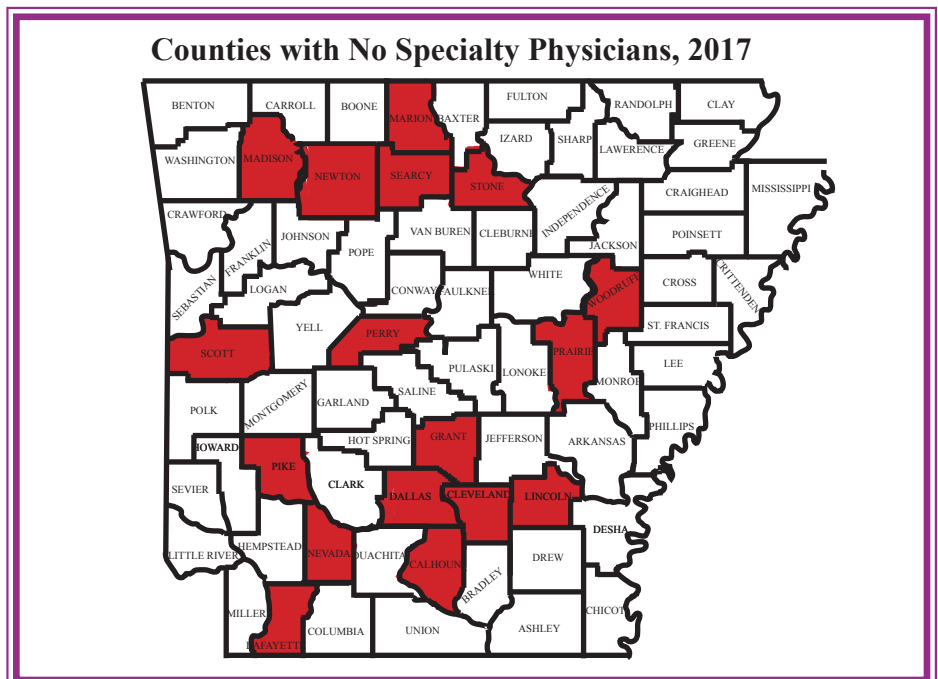 Counties with No Specialty Physicians, 2017
BENTON
CARROLL
BOONE
MARION
BAXTER
FULTON
RANDOLPH
CLAY
WASHINGTON
MADISON
NEWTON
SEARCY
STONE
IZARD
SHARP
LAWERENCE
GREENE
CRAWFORD
FRANKLIN
JOHNSON
POPE
VAN BUREN
CLEBURN
INDEPENDENCE
JACKSON
CRAIGHEAD
MISSISSIPPI
POINSETT
SEBASTIAN
LOGAN
CONWAY
FAULKNER
WHITE
WOODRUFF
CROSS
CRITTENDEN
YELL
PERRY
ST. FRANCIS
SCOTT
PULASKI
LONOKE
PRAIRIE
MONROE
LEE
POLK
MONTGOMERY
GARLAND
SALINE
HOT SPRING
GRANT
JEFFERSON
ARKANSAS
PHILLIPS
HOWARD
PIKE
CLARK
DALLAS
CLEVELAND
LINCOLN
DESHA
SEVIER
LITTLE RIVER
HEMPSTEAD
NEVADA
OUACHITA
CALHOUN
BRADLEY
DREW
MILLER
LAFAYETTE
COLUMBIA
UNION
ASHLEY
CHICOT